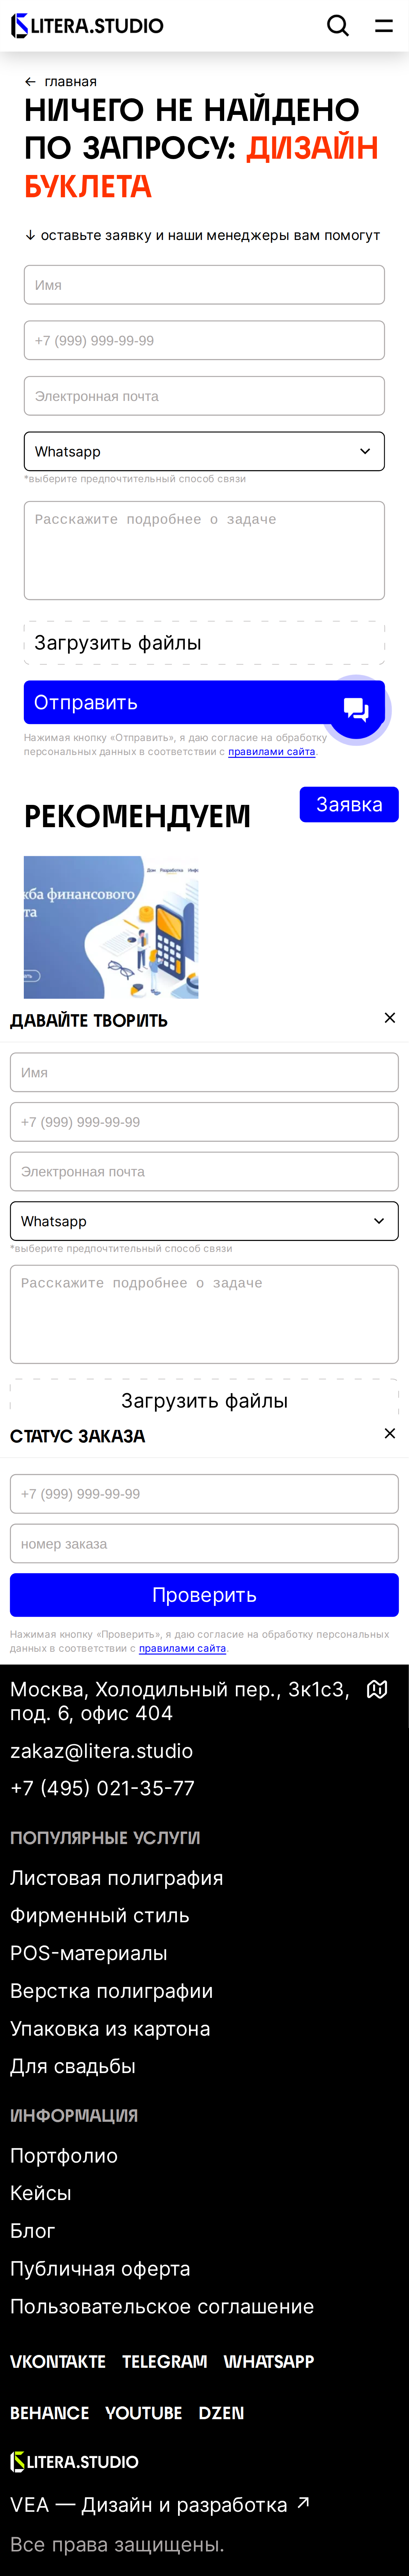 LITERA.STUDIO
← главная
НИЧЕГО НЕ НАЙДЕНО
ПО ЗАПРОСУ: ДИЗАЙН
БУКЛЕТА
↓ оставьте заявку и наши менеджеры вам помогут
Имя
+7 (999) 999-99-99
Электронная почта
Whatsapp
*выберите предпочтительный способ связи
Расскажите подробнее о задаче
Загрузить файлы
Отправить
Нажимая кнопку «Отправить», я даю согласие на обработку
персональных данных в соответствии с правилами сайта.
Заявка
РЕКОМЕНДУЕМ
жба финансового
та
ДАВАЙТЕ ТВОРИТЬ
Имя
+7 (999) 999-99-99
Электронная почта
Whatsapp
*выберите предпочтительный способ связи
Расскажите подробнее о задаче
Загрузить файлы
СТАТУС ЗАКАЗА
+7 (999) 999-99-99
номер заказа
Проверить
Нажимая кнопку «Проверить», я даю согласие на обработку персональных
данных в соответствии с правилами сайта.
Москва, Холодильный пер., 3к1с3,
под. 6, офис 404
zakaz@litera.studio
+7 (495) 021-35-77
ПОПУЛЯРНЫЕ УСЛУГИ
Листовая полиграфия
Фирменный стиль
POS-материалы
Верстка полиграфии
Упаковка из картона
Для свадьбы
ИНФОРМАЦИЯ
Портфолио
Кейсы
Блог
Публичная оферта
Пользовательское соглашение
VKONTAKTE TELEGRAM WHATSAPP
BEHANCE YOUTUBE DZEN
LITERA.STUDIO
VEA — Дизайн и разработка ↗
Все права защищены.